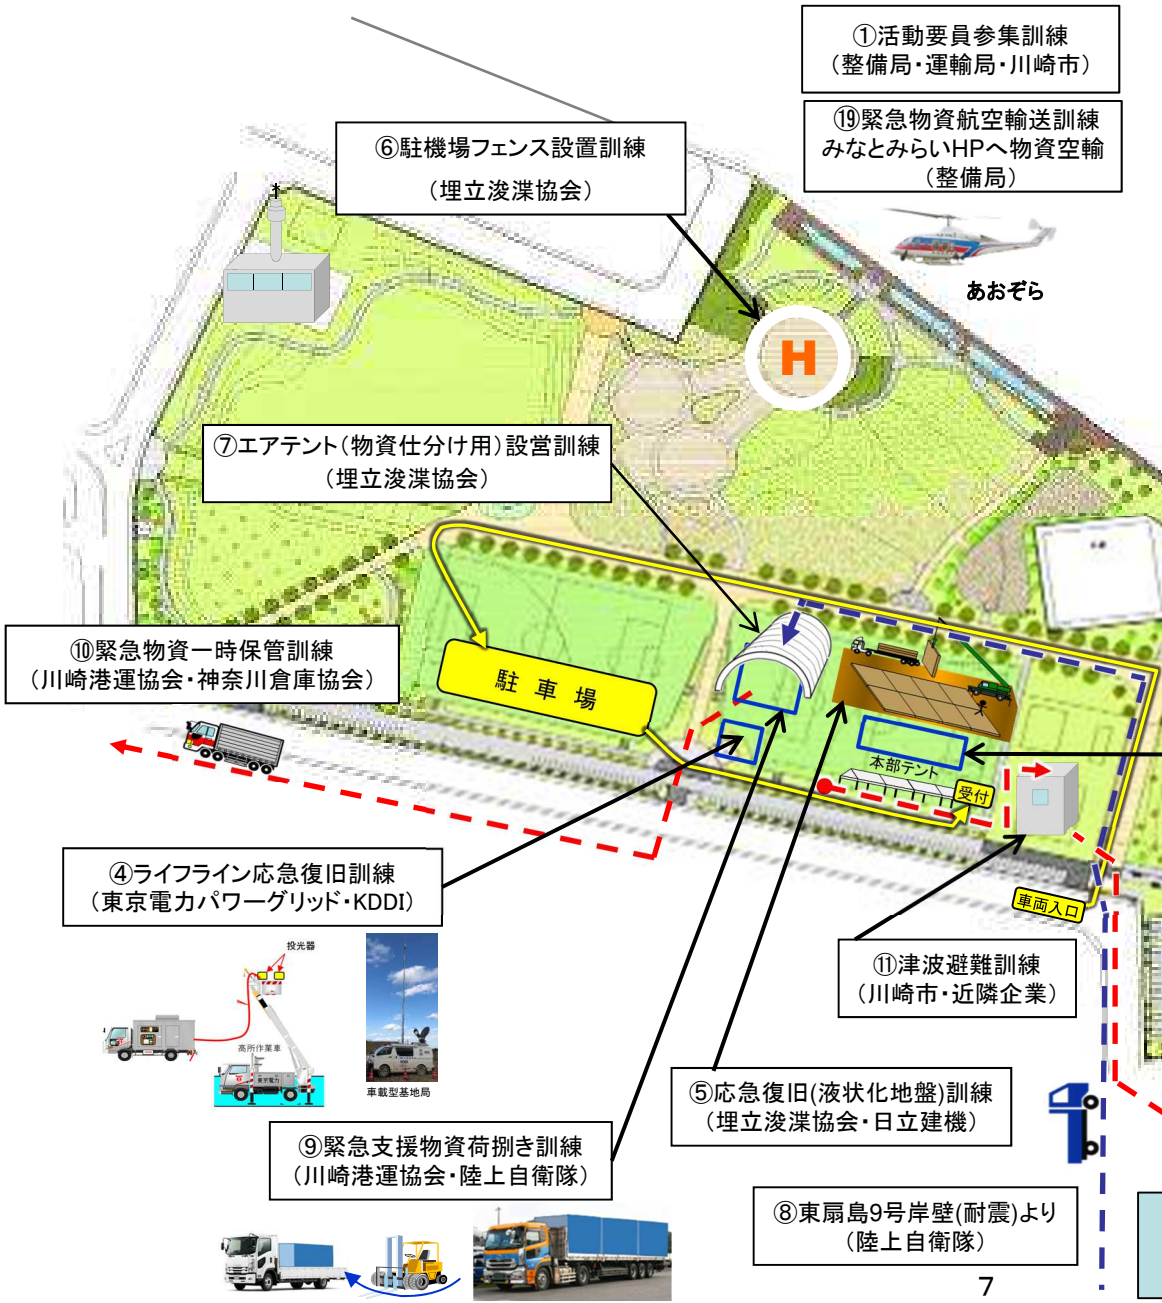 ①活動要員参集訓練
（整備局・運輸局・川崎市）
⑲緊急物資航空輸送訓練
みなとみらいHPへ物資空輸
（整備局）
⑥駐機場フェンス設置訓練
（埋立浚渫協会）
あおぞら
H
⑦エアテント（物資仕分け用）設営訓練
（埋立浚渫協会）
⑩緊急物資一時保管訓練
（川崎港運協会・神奈川倉庫協会）
駐車場
本部テント
受付
車両入口
④ライフライン応急復旧訓練
（東京電力パワーグリッド・KDDI）
投光器
高所作業車
東京電力
車載型基地局
⑪津波避難訓練
（川崎市・近隣企業）
⑤応急復旧(液状化地盤)訓練
（埋立浚渫協会・日立建機）
⑨緊急支援物資荷捌き訓練
（川崎港運協会・陸上自衛隊）
⑧東扇島9号岸壁(耐震)より
（陸上自衛隊）
7